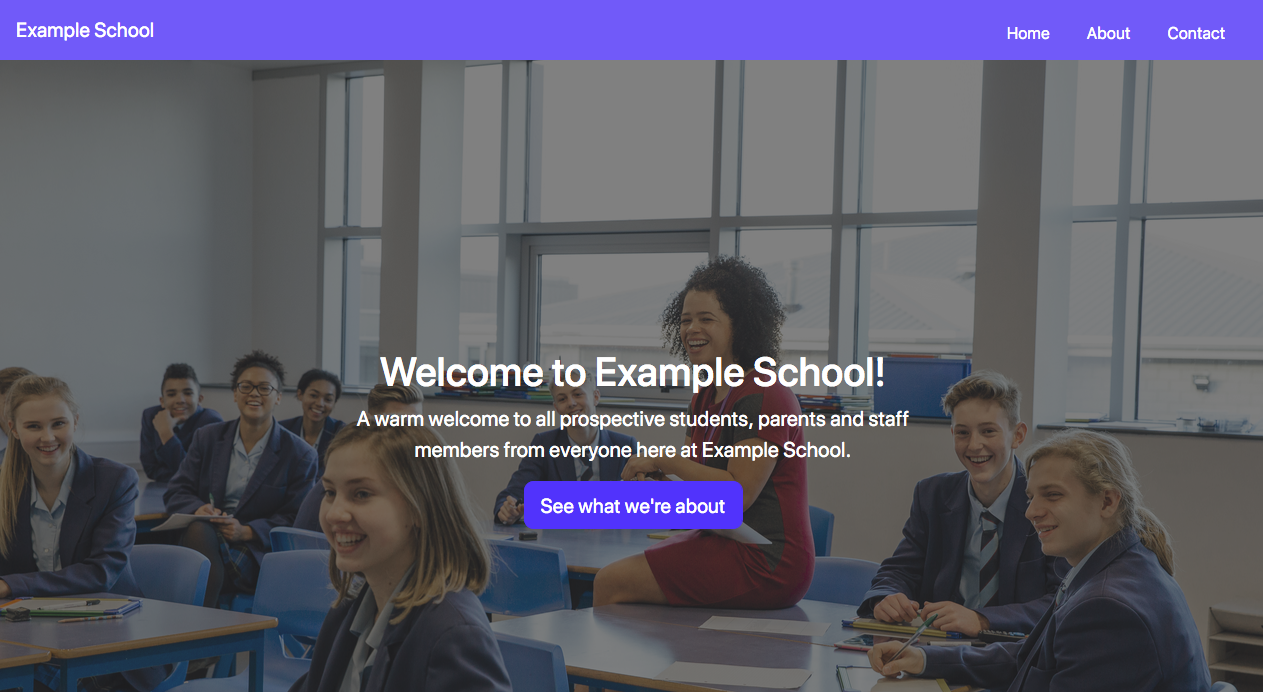 Example School
Home
About
Contact
Welcome to Example School!
A warm welcome to all prospective students, parents and staff
members from everyone here at Example School.
See what we're about